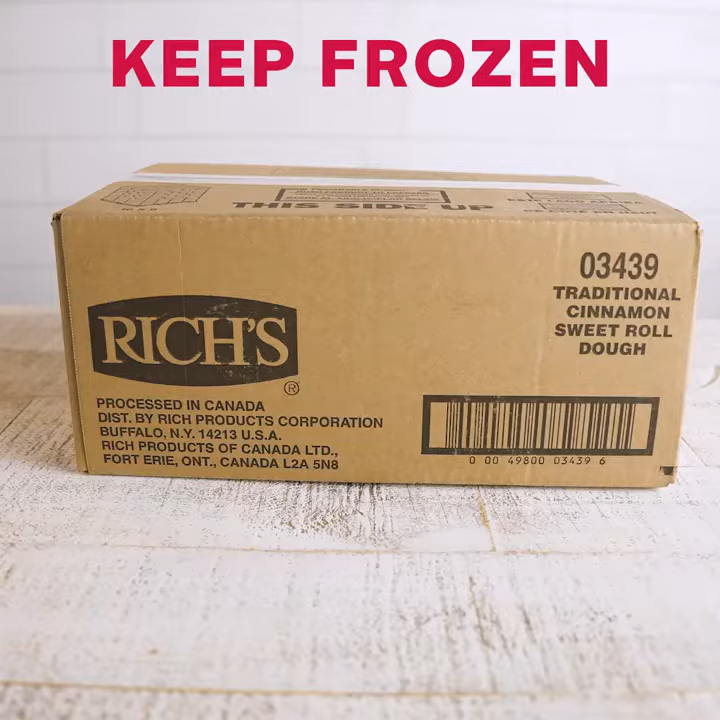 KEEP FROZEN
THIS SIDE UP
RICH'S®
03439
TRADITIONAL
CINNAMON
SWEET ROLL
DOUGH
PROCESSED IN CANADA
DIST. BY RICH PRODUCTS CORPORATION
BUFFALO, N.Y. 14213 U.S.A.
RICH PRODUCTS OF CANADA LTD.,
FORT ERIE, ONT., CANADA L2A 5N8
0 00 49800 03439 6